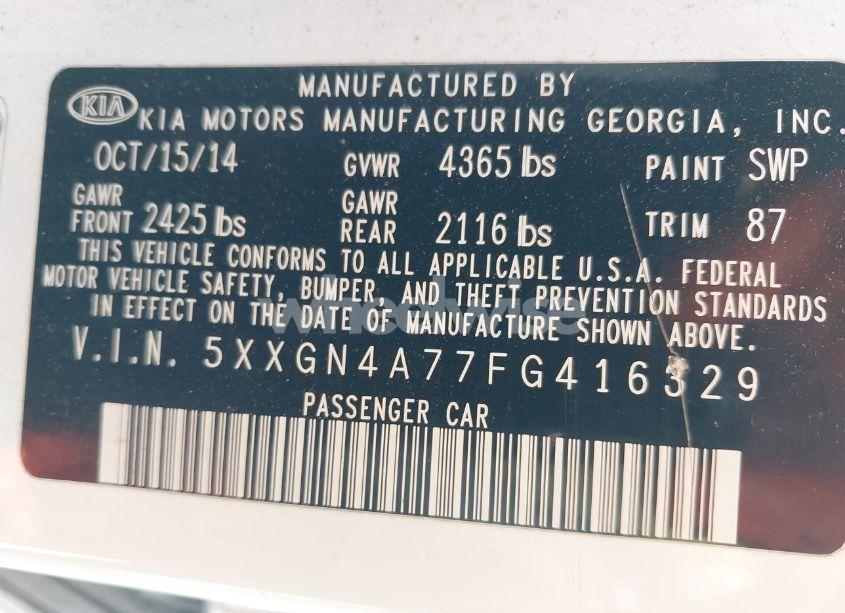 MANUFACTURED BY
KIA KIA MOTORS MANUFACTURING GEORGIA, INC.
OCT/15/14 GVWR 4365 lbs PAINT SWP
GAWR FRONT 2425 lbs GAWR REAR 2116 lbs TRIM 87
THIS VEHICLE CONFORMS TO ALL APPLICABLE U.S.A. FEDERAL
MOTOR VEHICLE SAFETY, BUMPER, AND THEFT PREVENTION STANDARDS
IN EFFECT ON THE DATE OF MANUFACTURE SHOWN ABOVE.
V.I.N. 5XXGN4A77FG416329
PASSENGER CAR